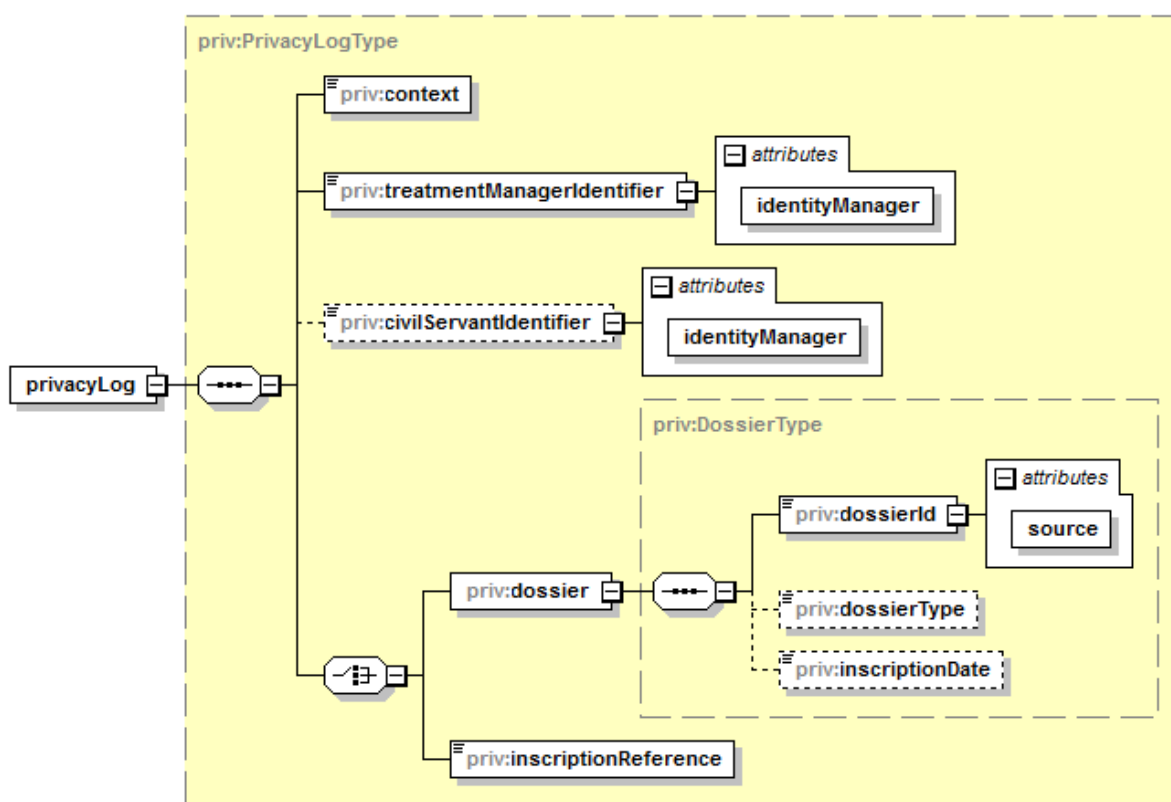 priv:PrivacyLogType
priv:context
attributes
priv:treatmentManagerIdentifier
identityManager
attributes
priv:civilServantIdentifier
identityManager
privacyLog
priv:DossierType
attributes
priv:dossierId
source
priv:dossier
priv:dossierType
priv:inscriptionDate
priv:inscriptionReference